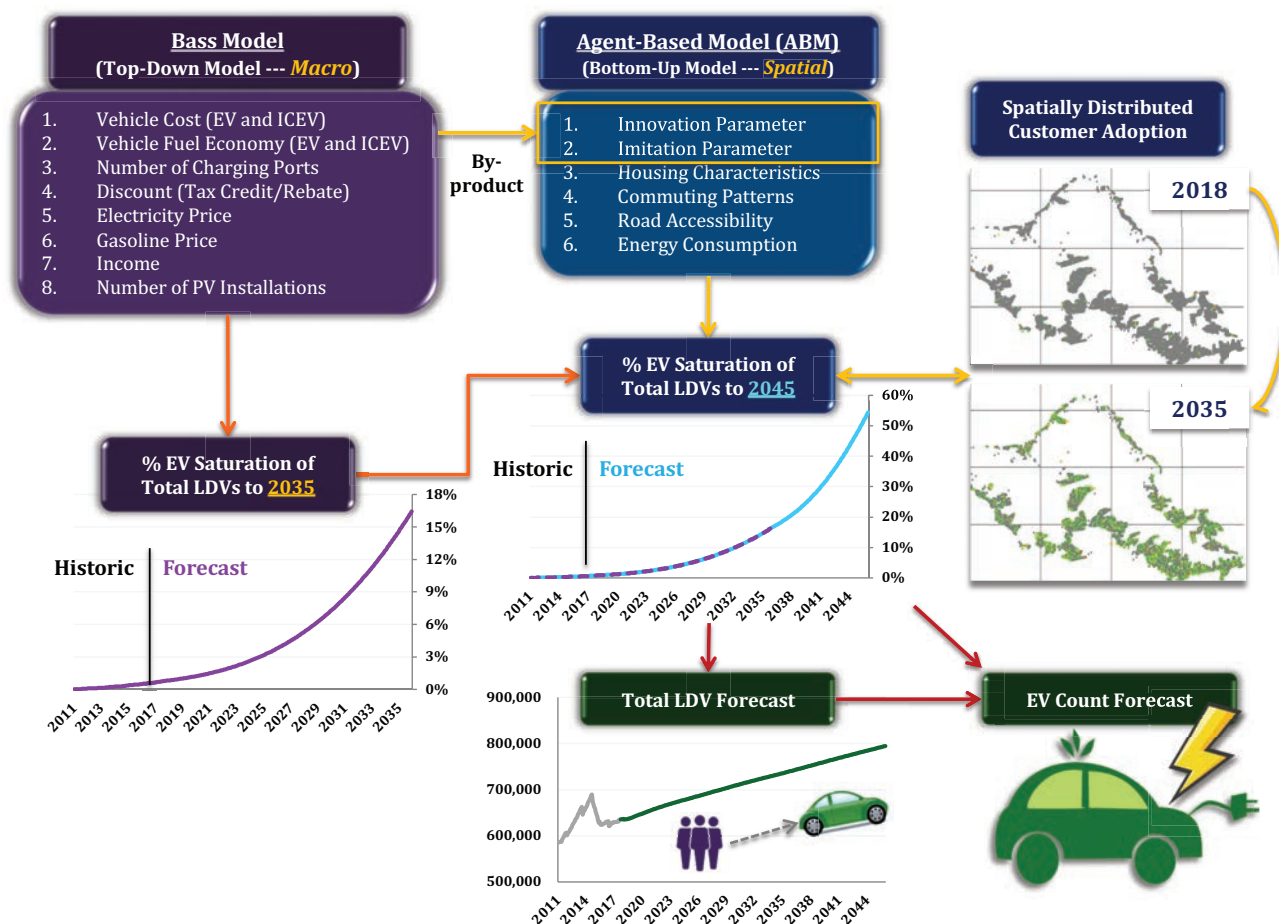 Bass Model
(Top-Down Model --- Macro)
1. Vehicle Cost (EV and ICEV)
2. Vehicle Fuel Economy (EV and ICEV)
3. Number of Charging Ports
4. Discount (Tax Credit/Rebate)
5. Electricity Price
6. Gasoline Price
7. Income
8. Number of PV Installations
By-
product
Agent-Based Model (ABM)
(Bottom-Up Model --- Spatial)
1. Innovation Parameter
2. Imitation Parameter
3. Housing Characteristics
4. Commuting Patterns
5. Road Accessibility
6. Energy Consumption
Spatially Distributed
Customer Adoption
2018
2035
% EV Saturation of
Total LDVs to 2045
60%
50%
40%
30%
20%
10%
0%
Historic
Forecast
2011 2014 2017 2020 2023 2026 2029 2032 2035 2038 2041 2044
% EV Saturation of
Total LDVs to 2035
18%
15%
12%
9%
6%
3%
0%
Historic
Forecast
2011 2013 2015 2017 2019 2021 2023 2025 2027 2029 2031 2033 2035
Total LDV Forecast
900,000
800,000
700,000
600,000
500,000
2011 2014 2017 2020 2023 2026 2029 2032 2035 2038 2041 2044
EV Count Forecast